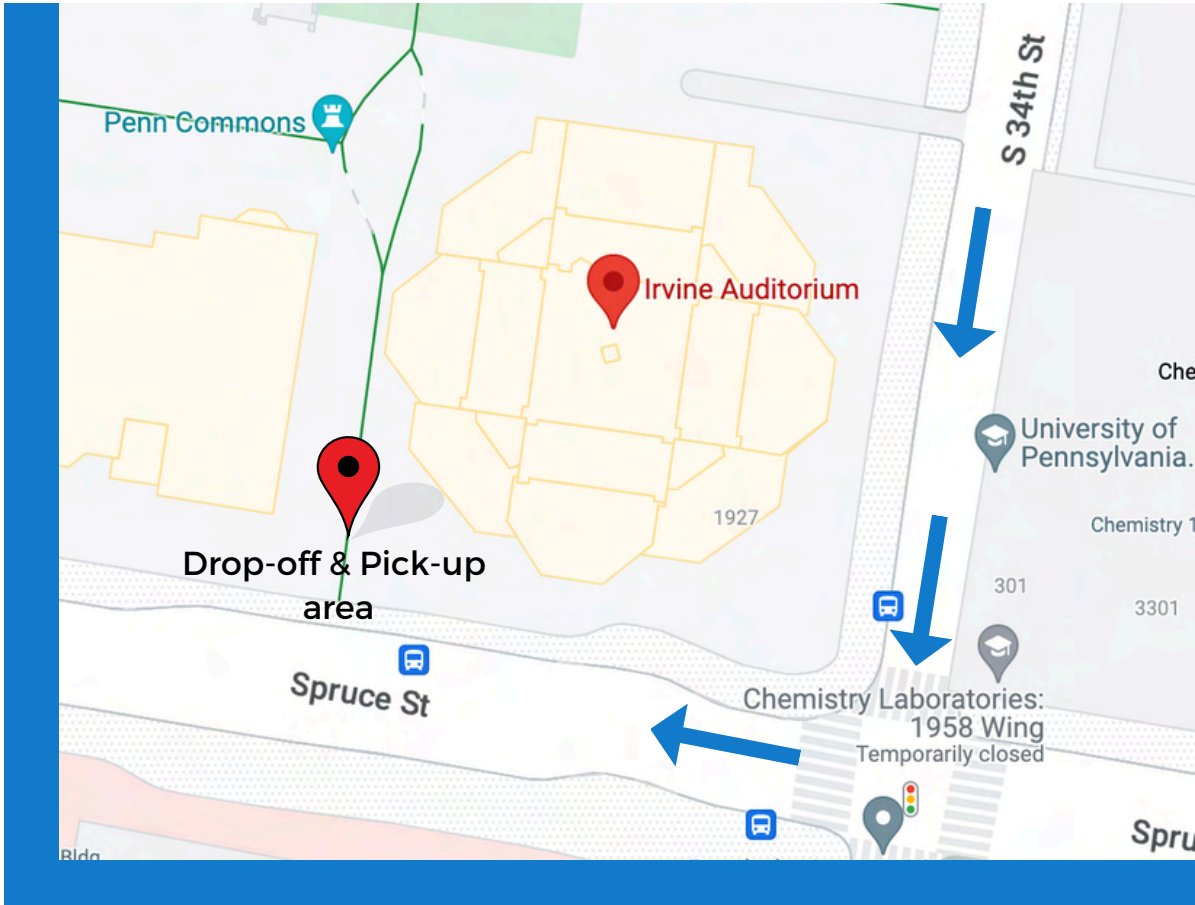 S 34th St
Penn Commons
Irvine Auditorium
Che
University of
Pennsylvania.
1927
Chemistry 1
Drop-off & Pick-up
area
301
3301
Spruce St
Chemistry Laboratories:
1958 Wing
Temporarily closed
Spru
Bldg